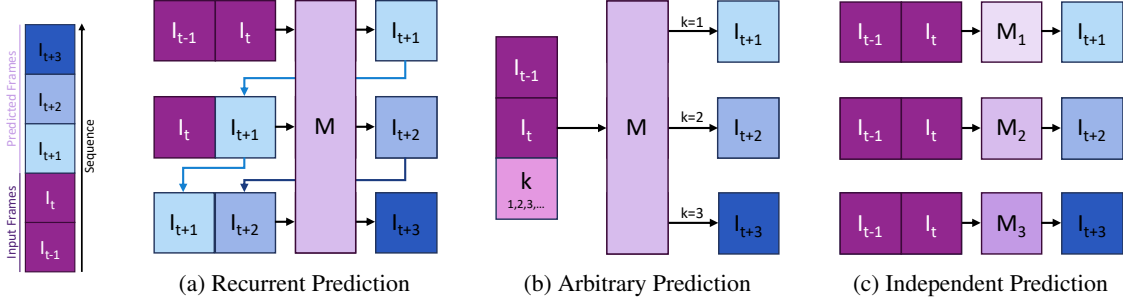 Predicted Frames
Input Frames
I_{t+3}
I_{t+2}
I_{t+1}
I_t
I_{t-1}
Sequence
I_{t-1} I_t I_{t+1}
I_t I_{t+1} M I_{t+2}
I_{t+1} I_{t+2} I_{t+3}
(a) Recurrent Prediction
I_{t-1}
I_t
k
1,2,3,...
M
k=1 I_{t+1}
k=2 I_{t+2}
k=3 I_{t+3}
(b) Arbitrary Prediction
I_{t-1} I_t M_1 I_{t+1}
I_{t-1} I_t M_2 I_{t+2}
I_{t-1} I_t M_3 I_{t+3}
(c) Independent Prediction